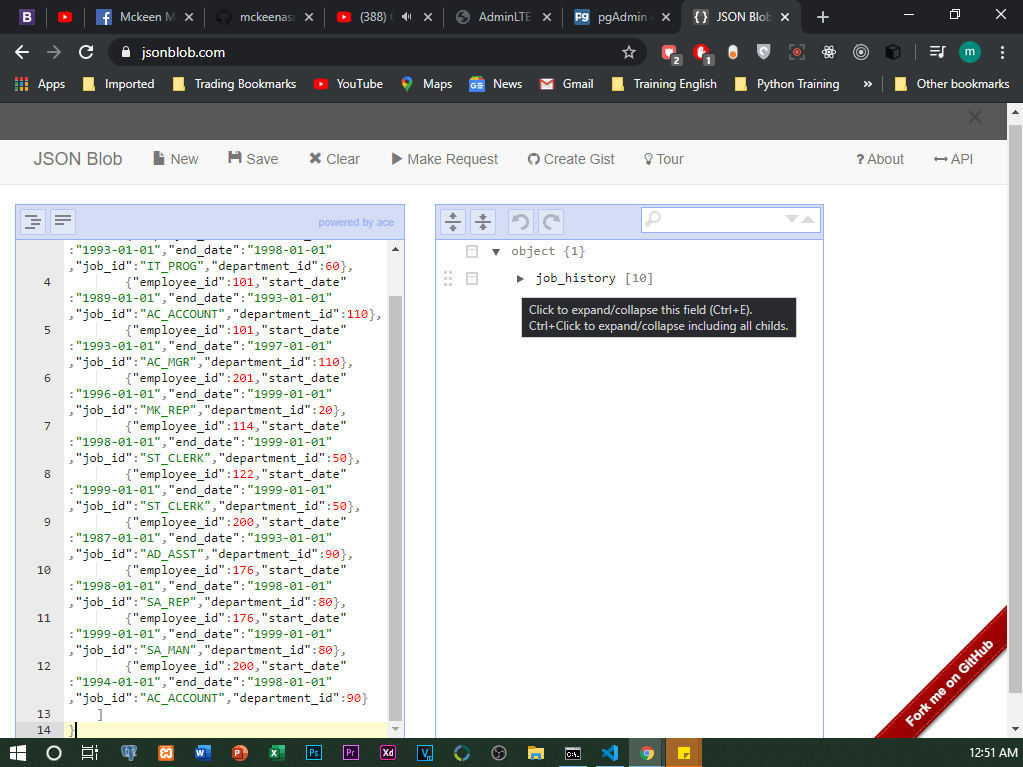 B
Mckeen M
mckeenasr
(388)
AdminLTE
pgAdmin 4
JSON Blob
jsonblob.com
2
1
m
Apps
Imported
Trading Bookmarks
YouTube
Maps
News
Gmail
Training English
Python Training
»
Other bookmarks
JSON Blob
New
Save
Clear
Make Request
Create Gist
Tour
? About
API
powered by ace
:"1993-01-01","end_date":"1998-01-01"
,"job_id":"IT_PROG","department_id":60},
4 {"employee_id":101,"start_date"
:"1989-01-01","end_date":"1993-01-01"
,"job_id":"AC_ACCOUNT","department_id":110},
5 {"employee_id":101,"start_date"
:"1993-01-01","end_date":"1997-01-01"
,"job_id":"AC_MGR","department_id":110},
6 {"employee_id":201,"start_date"
:"1996-01-01","end_date":"1999-01-01"
,"job_id":"MK_REP","department_id":20},
7 {"employee_id":114,"start_date"
:"1998-01-01","end_date":"1999-01-01"
,"job_id":"ST_CLERK","department_id":50},
8 {"employee_id":122,"start_date"
:"1999-01-01","end_date":"1999-01-01"
,"job_id":"ST_CLERK","department_id":50},
9 {"employee_id":200,"start_date"
:"1987-01-01","end_date":"1993-01-01"
,"job_id":"AD_ASST","department_id":90},
10 {"employee_id":176,"start_date"
:"1998-01-01","end_date":"1998-01-01"
,"job_id":"SA_REP","department_id":80},
11 {"employee_id":176,"start_date"
:"1999-01-01","end_date":"1999-01-01"
,"job_id":"SA_MAN","department_id":80},
12 {"employee_id":200,"start_date"
:"1994-01-01","end_date":"1998-01-01"
,"job_id":"AC_ACCOUNT","department_id":90}
13 ]
14 }
object {1}
job_history [10]
Click to expand/collapse this field (Ctrl+E).
Ctrl+Click to expand/collapse including all childs.
Fork me on GitHub
12:51 AM